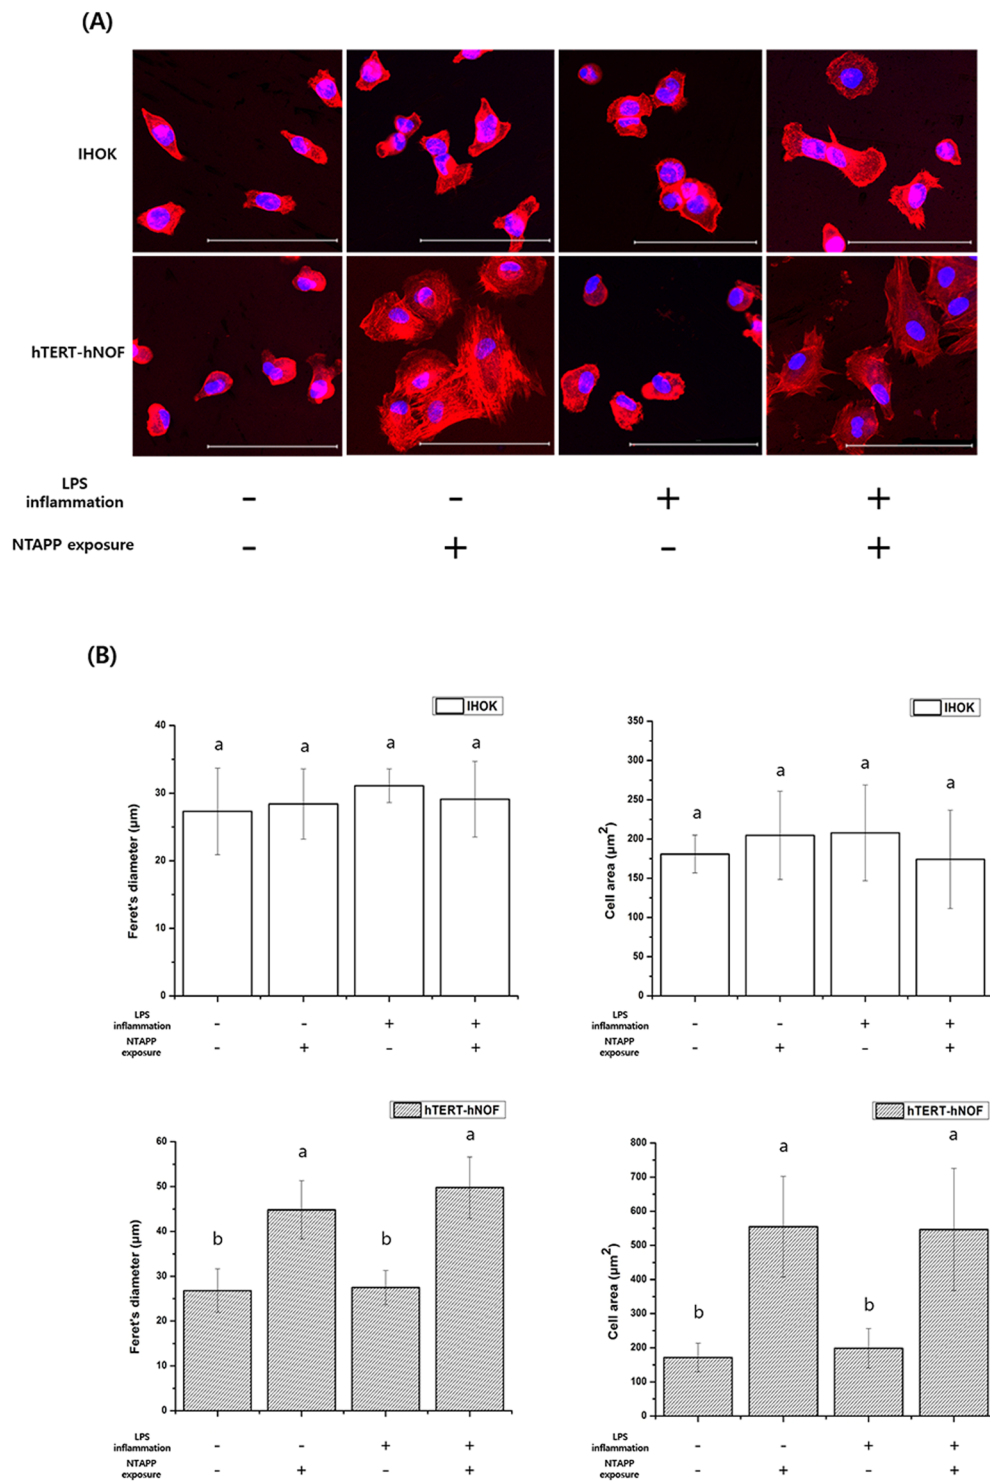 (A)
IHOK
hTERT-hNOF
LPS
inflammation
- - + +
NTAPP exposure
- + - +
(B)
IHOK
40
30
20
10
0
Feret's diameter (μm)
a a a a
LPS
inflammation
- - + +
NTAPP
exposure
- + - +
IHOK
350
300
250
200
150
100
50
0
Cell area (μm²)
a a a a
LPS
inflammation
- - + +
NTAPP
exposure
- + - +
hTERT-hNOF
60
50
40
30
20
10
0
Feret's diameter (μm)
b a b a
LPS
inflammation
- - + +
NTAPP
exposure
- + - +
hTERT-hNOF
800
700
600
500
400
300
200
100
0
Cell area (μm²)
b a b a
LPS
inflammation
- - + +
NTAPP
exposure
- + - +